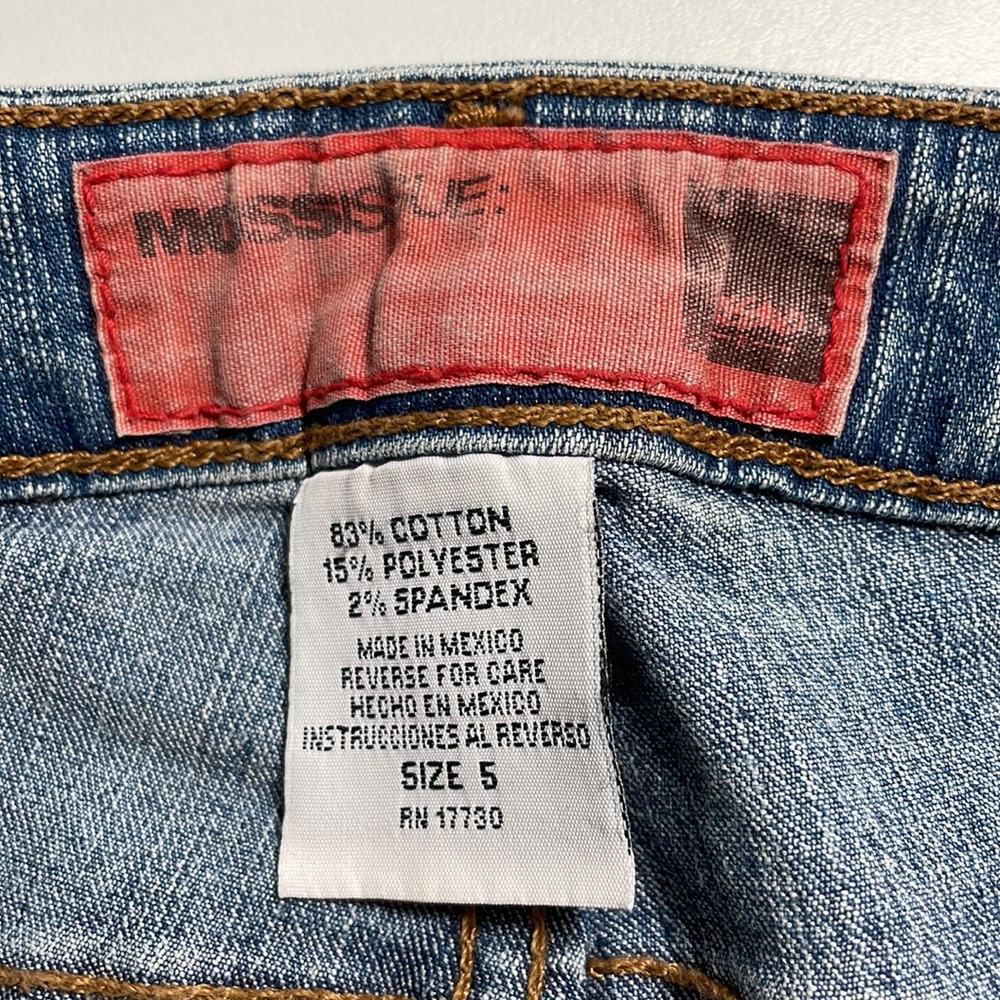 83% COTTON
15% POLYESTER
2% SPANDEX
MADE IN MEXICO
REVERSE FOR CARE
HECHO EN MEXICO
INSTRUCCIONES AL REVERSO
SIZE 5
RN 17730